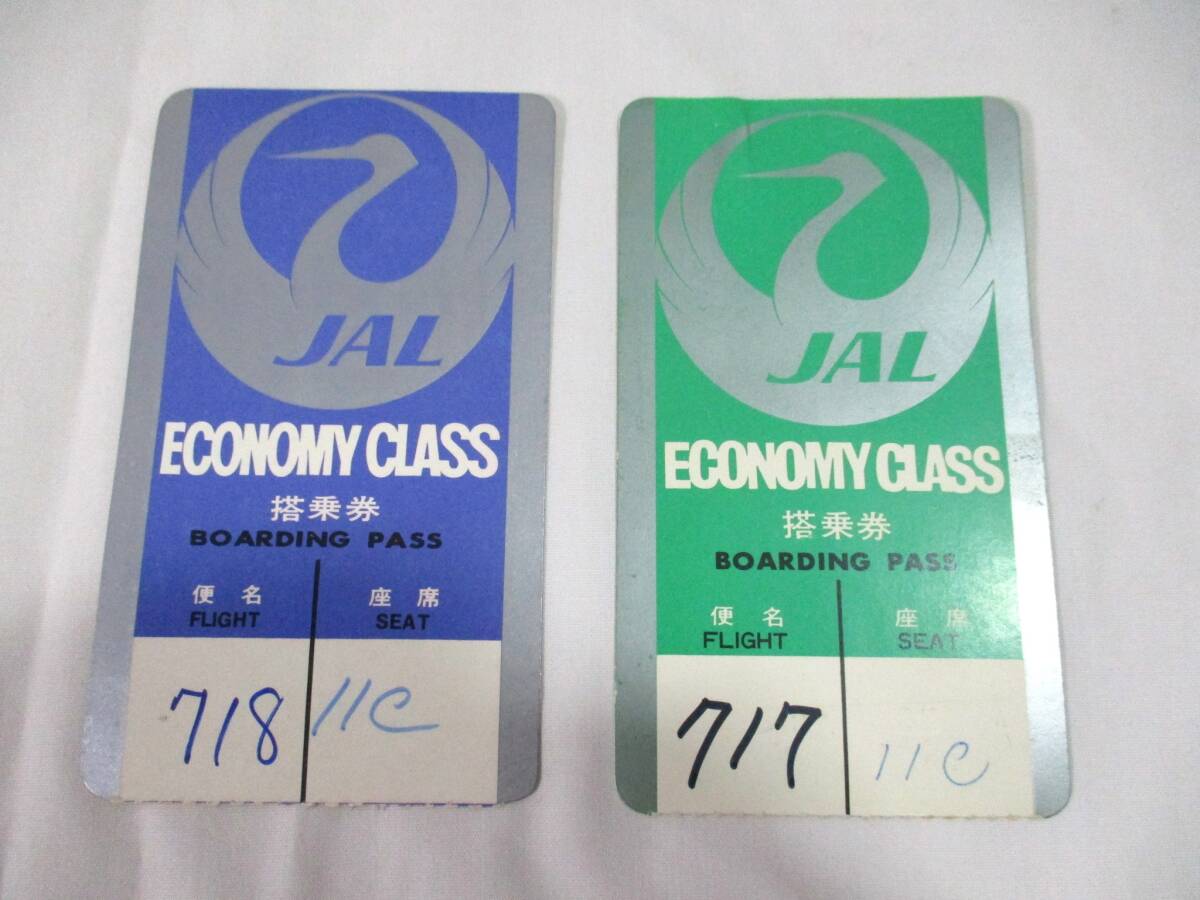 JAL
ECONOMY CLASS
搭乗券
BOARDING PASS
便名 座席
FLIGHT SEAT
718 11C
JAL
ECONOMY CLASS
搭乗券
BOARDING PASS
便名 座席
FLIGHT SEAT
717 11C